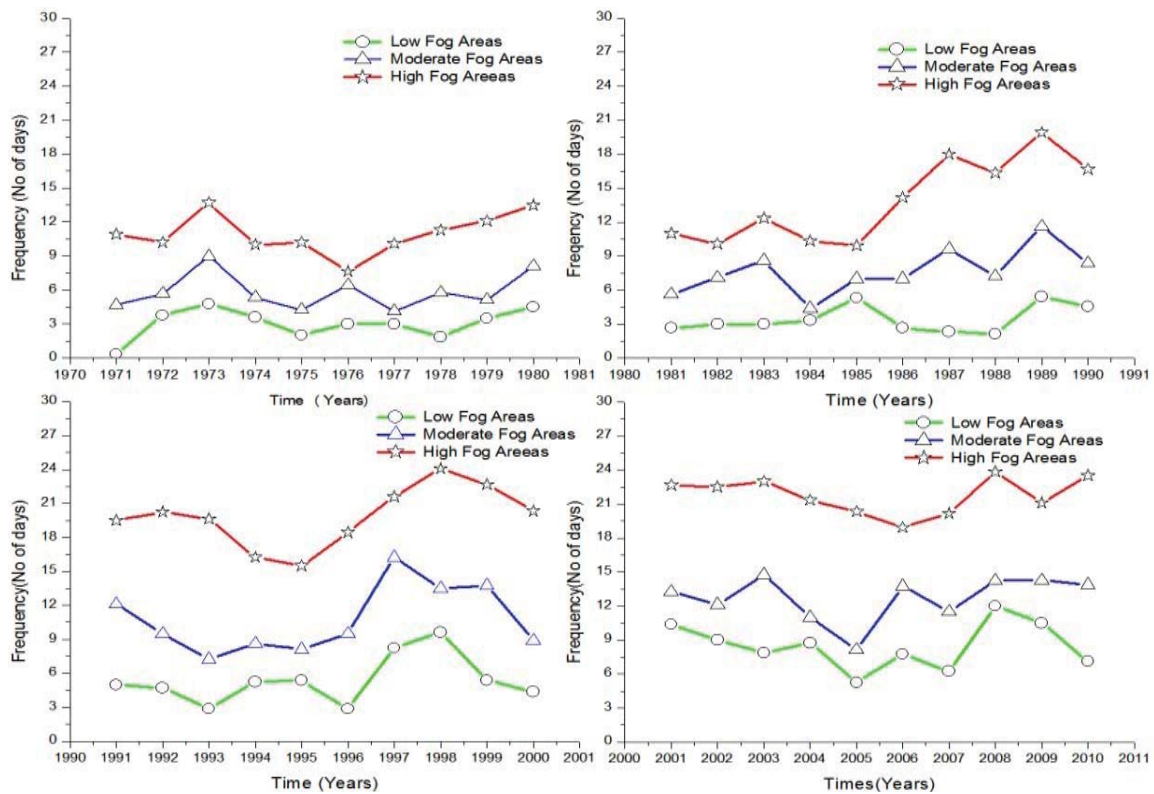 30
27
24
21
18
15
12
9
6
3
0
Frequency (No of days)
Low Fog Areas
Moderate Fog Areas
High Fog Areeas
1970 1971 1972 1973 1974 1975 1976 1977 1978 1979 1980 1981
Time ( Years)
30
27
24
21
18
15
12
9
6
3
0
Freqency (No of days)
Low Fog Areas
Moderate Fog Areas
High Fog Areeas
1980 1981 1982 1983 1984 1985 1986 1987 1988 1989 1990 1991
Time (Years)
30
27
24
21
18
15
12
9
6
3
0
Frequency(No of days)
Low Fog Areas
Moderate Fog Areas
High Fog Areeas
1990 1991 1992 1993 1994 1995 1996 1997 1998 1999 2000 2001
Time (Years)
30
27
24
21
18
15
12
9
6
3
0
Frequency(No of days)
Low Fog Areas
Moderate Fog Areas
High Fog Areeas
2000 2001 2002 2003 2004 2005 2006 2007 2008 2009 2010 2011
Times(Years)